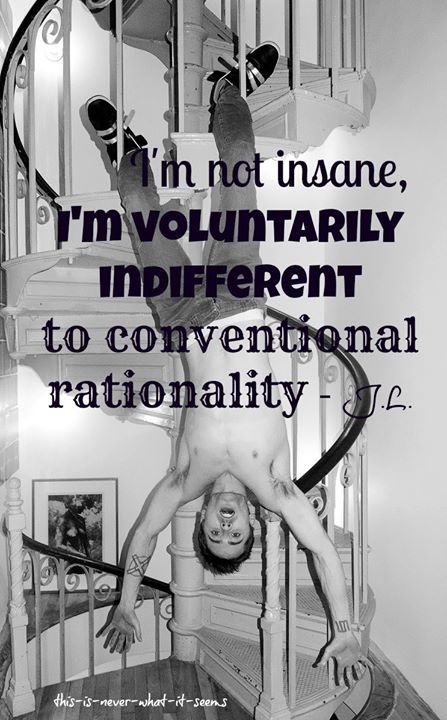 I'm not insane,
I'm voluntarily
indifferent
to conventional
rationality - J.L.
this-is-never-what-it-seems